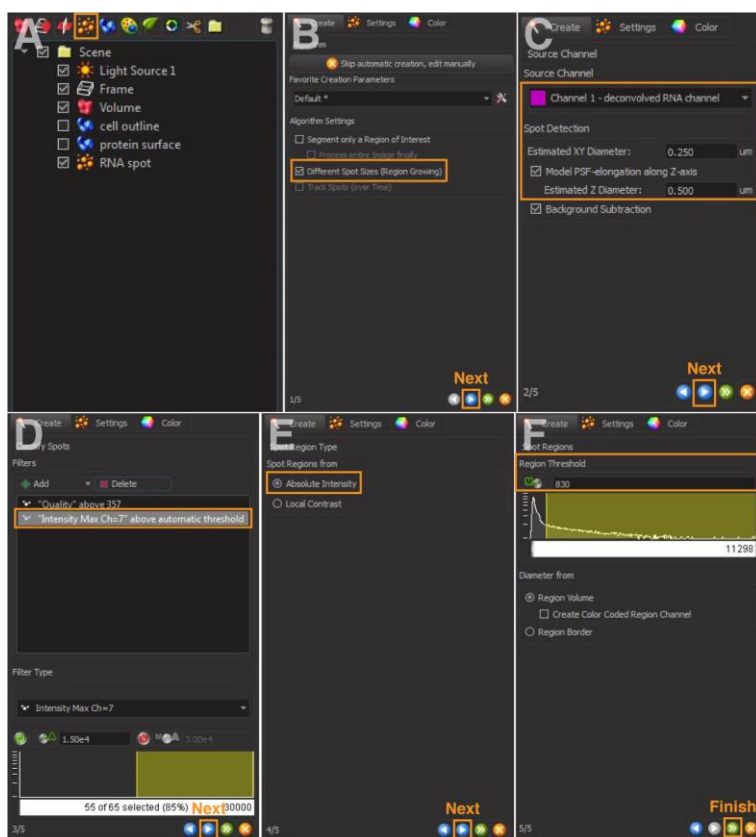 A
Scene
Light Source 1
Frame
Volume
cell outline
protein surface
RNA spot
B
Create Settings Color
Algorithm
Skip automatic creation, edit manually
Favorite Creation Parameters
Default *
Algorithm Settings
Segment only a Region of Interest
Process entire Image finally
Different Spot Sizes (Region Growing)
Track Spots (over Time)
Next
1/5
C
Create Settings Color
Source Channel
Source Channel
Channel 1 - deconvolved RNA channel
Spot Detection
Estimated XY Diameter: 0.250 um
Model PSF-elongation along Z-axis
Estimated Z Diameter: 0.500 um
Background Subtraction
Next
2/5
D
Create Settings Color
Classify Spots
Filters
Add Delete
"Quality" above 357
"Intensity Max Ch=7" above automatic threshold
Filter Type
Intensity Max Ch=7
1.50e4 M A 3.00e4
55 of 65 selected (85%) Next 30000
3/5
E
Create Settings Color
Spot Region Type
Spot Regions from
Absolute Intensity
Local Contrast
Next
4/5
F
Create Settings Color
Spot Regions
Region Threshold
830
11298
Diameter from
Region Volume
Create Color Coded Region Channel
Region Border
Finish
5/5